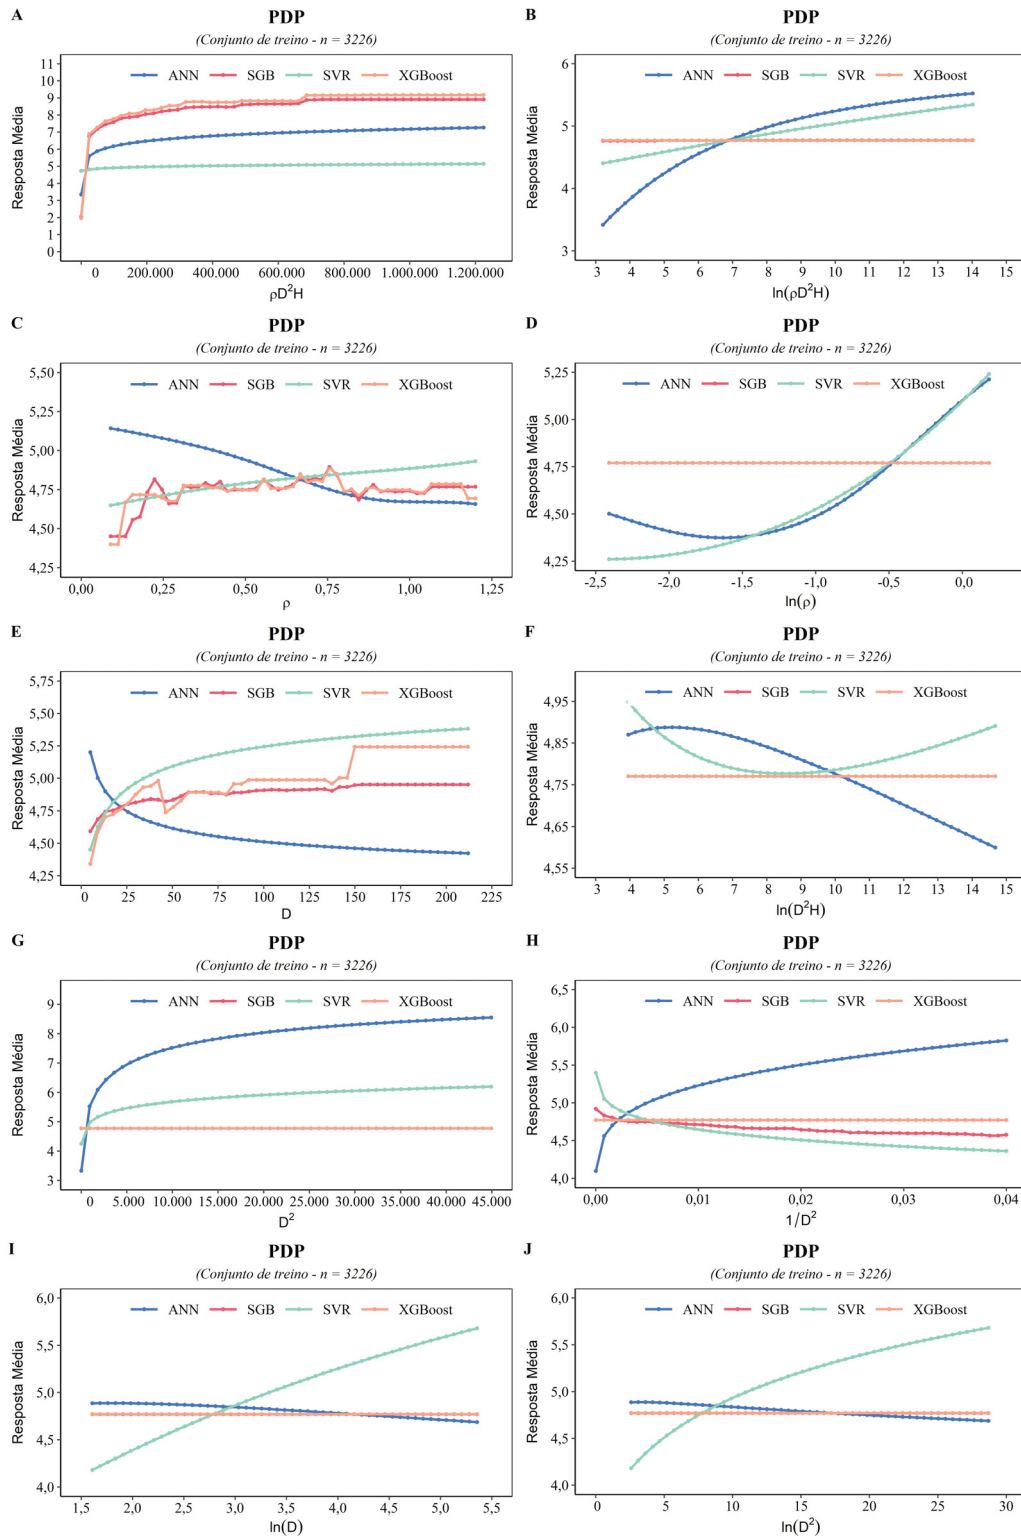 A
PDP
(Conjunto de treino - n = 3226)
ANN SGB SVR XGBoost
Resposta Média
11
10
9
8
7
6
5
4
3
2
1
0
0 200.000 400.000 600.000 800.000 1.000.000 1.200.000
ρD²H
B
PDP
(Conjunto de treino - n = 3226)
ANN SGB SVR XGBoost
Resposta Média
6
5
4
3
3 4 5 6 7 8 9 10 11 12 13 14 15
ln(ρD²H)
C
PDP
(Conjunto de treino - n = 3226)
ANN SGB SVR XGBoost
Resposta Média
5,50
5,25
5,00
4,75
4,50
4,25
0,00 0,25 0,50 0,75 1,00 1,25
ρ
D
PDP
(Conjunto de treino - n = 3226)
ANN SGB SVR XGBoost
Resposta Média
5,25
5,00
4,75
4,50
4,25
-2,5 -2,0 -1,5 -1,0 -0,5 0,0
ln(ρ)
E
PDP
(Conjunto de treino - n = 3226)
ANN SGB SVR XGBoost
Resposta Média
5,75
5,50
5,25
5,00
4,75
4,50
4,25
0 25 50 75 100 125 150 175 200 225
D
F
PDP
(Conjunto de treino - n = 3226)
ANN SGB SVR XGBoost
Resposta Média
4,95
4,85
4,75
4,65
4,55
3 4 5 6 7 8 9 10 11 12 13 14 15
ln(D²H)
G
PDP
(Conjunto de treino - n = 3226)
ANN SGB SVR XGBoost
Resposta Média
9
8
7
6
5
4
3
0 5.000 10.000 15.000 20.000 25.000 30.000 35.000 40.000 45.000
D²
H
PDP
(Conjunto de treino - n = 3226)
ANN SGB SVR XGBoost
Resposta Média
6,5
6,0
5,5
5,0
4,5
4,0
0,00 0,01 0,02 0,03 0,04
1/D²
I
PDP
(Conjunto de treino - n = 3226)
ANN SGB SVR XGBoost
Resposta Média
6,0
5,5
5,0
4,5
4,0
1,5 2,0 2,5 3,0 3,5 4,0 4,5 5,0 5,5
ln(D)
J
PDP
(Conjunto de treino - n = 3226)
ANN SGB SVR XGBoost
Resposta Média
6,0
5,5
5,0
4,5
4,0
0 5 10 15 20 25 30
ln(D²)